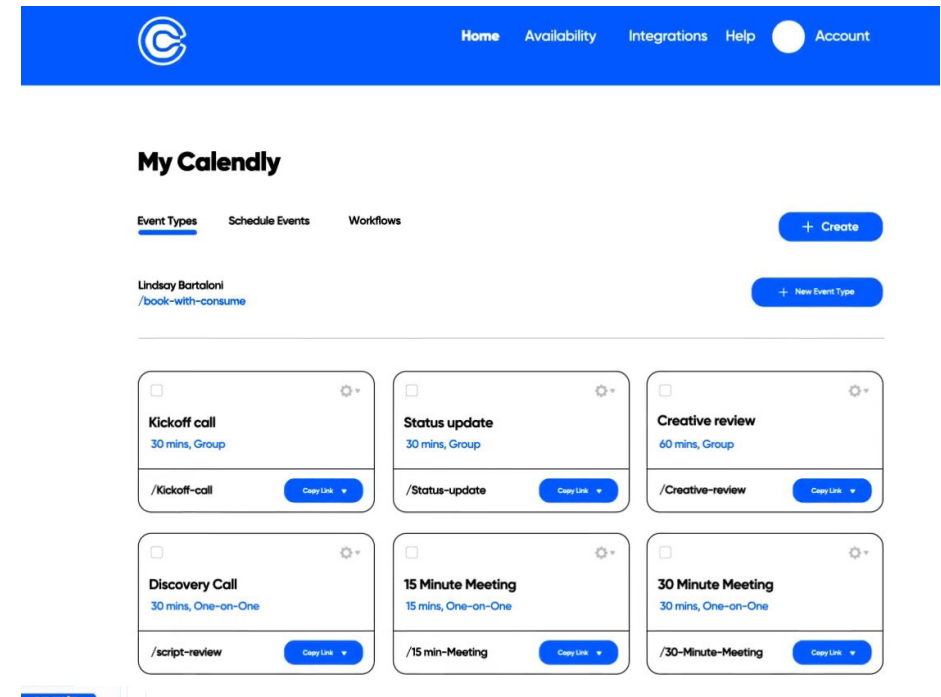 Home Availability Integrations Help Account
My Calendly
Event Types Schedule Events Workflows
+ Create
Lindsay Bartaloni
/book-with-consume
+ New Event Type
Kickoff call
30 mins, Group
/Kickoff-call Copy Link
Status update
30 mins, Group
/Status-update Copy Link
Creative review
60 mins, Group
/Creative-review Copy Link
Discovery Call
30 mins, One-on-One
/script-review Copy Link
15 Minute Meeting
15 mins, One-on-One
/15 min-Meeting Copy Link
30 Minute Meeting
30 mins, One-on-One
/30-Minute-Meeting Copy Link